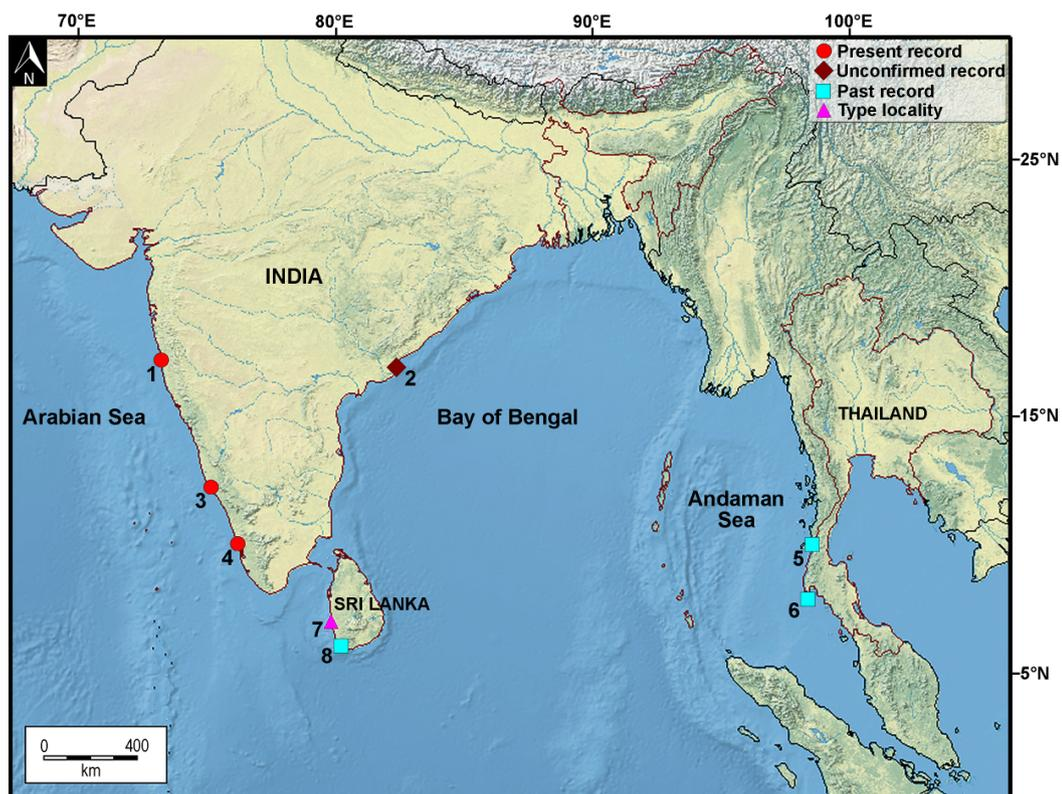 70°E 80°E 90°E 100°E
N
Present record
Unconfirmed record
Past record
Type locality
25°N
INDIA
1
2
Arabian Sea
Bay of Bengal
THAILAND
15°N
3
Andaman
Sea
4
5
SRI LANKA
6
7
8
5°N
0 400
km